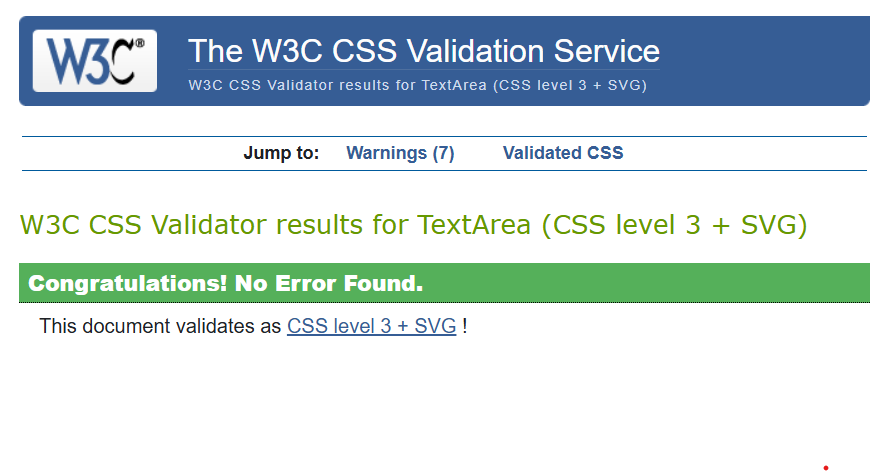 W3C®
The W3C CSS Validation Service
W3C CSS Validator results for TextArea (CSS level 3 + SVG)
Jump to: Warnings (7) Validated CSS
W3C CSS Validator results for TextArea (CSS level 3 + SVG)
Congratulations! No Error Found.
This document validates as CSS level 3 + SVG !